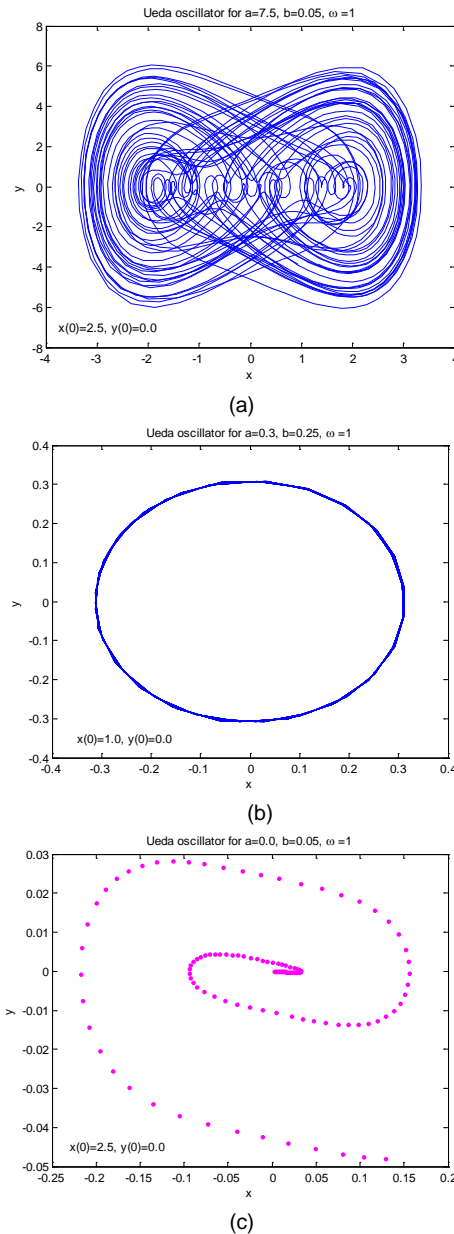 Ueda oscillator for a=7.5, b=0.05, ω =1
8
6
4
2
0
-2
-4
-6
-8
y
x(0)=2.5, y(0)=0.0
-4 -3 -2 -1 0 1 2 3 4
x
(a)
Ueda oscillator for a=0.3, b=0.25, ω =1
0.4
0.3
0.2
0.1
0
-0.1
-0.2
-0.3
-0.4
y
x(0)=1.0, y(0)=0.0
-0.4 -0.3 -0.2 -0.1 0 0.1 0.2 0.3 0.4
x
(b)
Ueda oscillator for a=0.0, b=0.05, ω =1
0.03
0.02
0.01
0
-0.01
-0.02
-0.03
-0.04
-0.05
y
x(0)=2.5, y(0)=0.0
-0.25 -0.2 -0.15 -0.1 -0.05 0 0.05 0.1 0.15 0.2
x
(c)